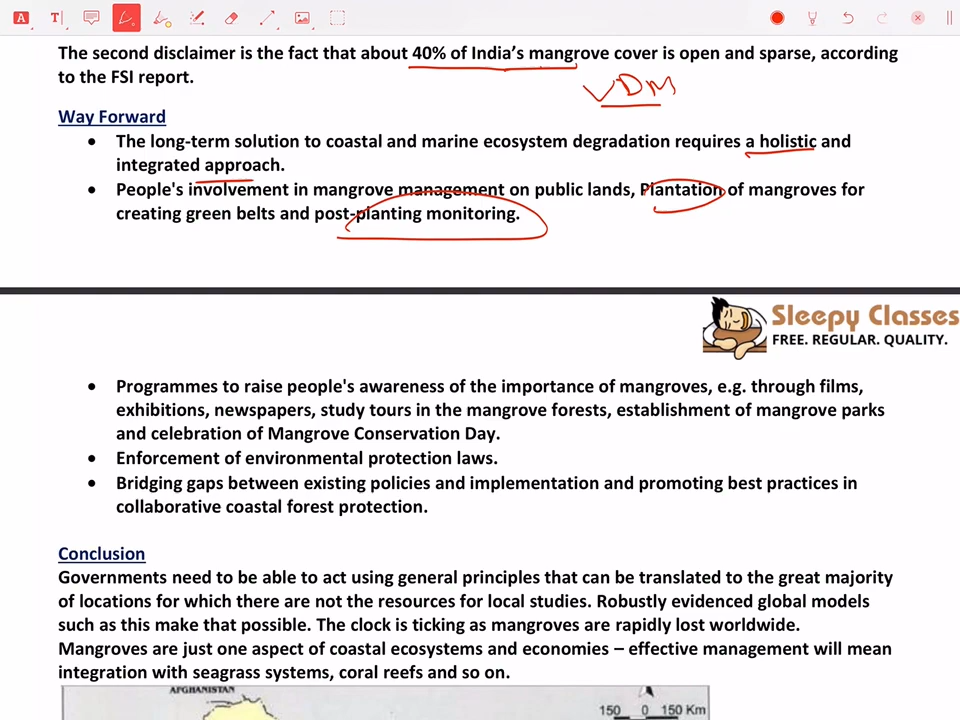 The second disclaimer is the fact that about 40% of India's mangrove cover is open and sparse, according
to the FSI report.
VDM
Way Forward
• The long-term solution to coastal and marine ecosystem degradation requires a holistic and
integrated approach.
• People's involvement in mangrove management on public lands, Plantation of mangroves for
creating green belts and post-planting monitoring.
Sleepy Classes
FREE. REGULAR. QUALITY.
• Programmes to raise people's awareness of the importance of mangroves, e.g. through films,
exhibitions, newspapers, study tours in the mangrove forests, establishment of mangrove parks
and celebration of Mangrove Conservation Day.
• Enforcement of environmental protection laws.
• Bridging gaps between existing policies and implementation and promoting best practices in
collaborative coastal forest protection.
Conclusion
Governments need to be able to act using general principles that can be translated to the great majority
of locations for which there are not the resources for local studies. Robustly evidenced global models
such as this make that possible. The clock is ticking as mangroves are rapidly lost worldwide.
Mangroves are just one aspect of coastal ecosystems and economies – effective management will mean
integration with seagrass systems, coral reefs and so on.
AFGHANISTAN
150 0 150 Km